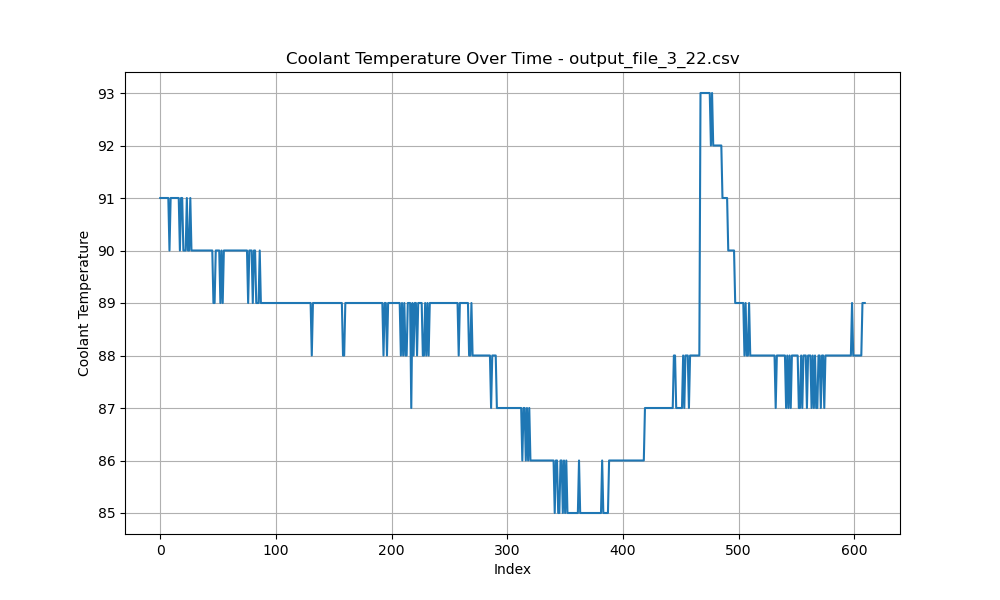 Coolant Temperature Over Time - output_file_3_22.csv
93
92
91
90
89
88
87
86
85
Coolant Temperature
0 100 200 300 400 500 600
Index